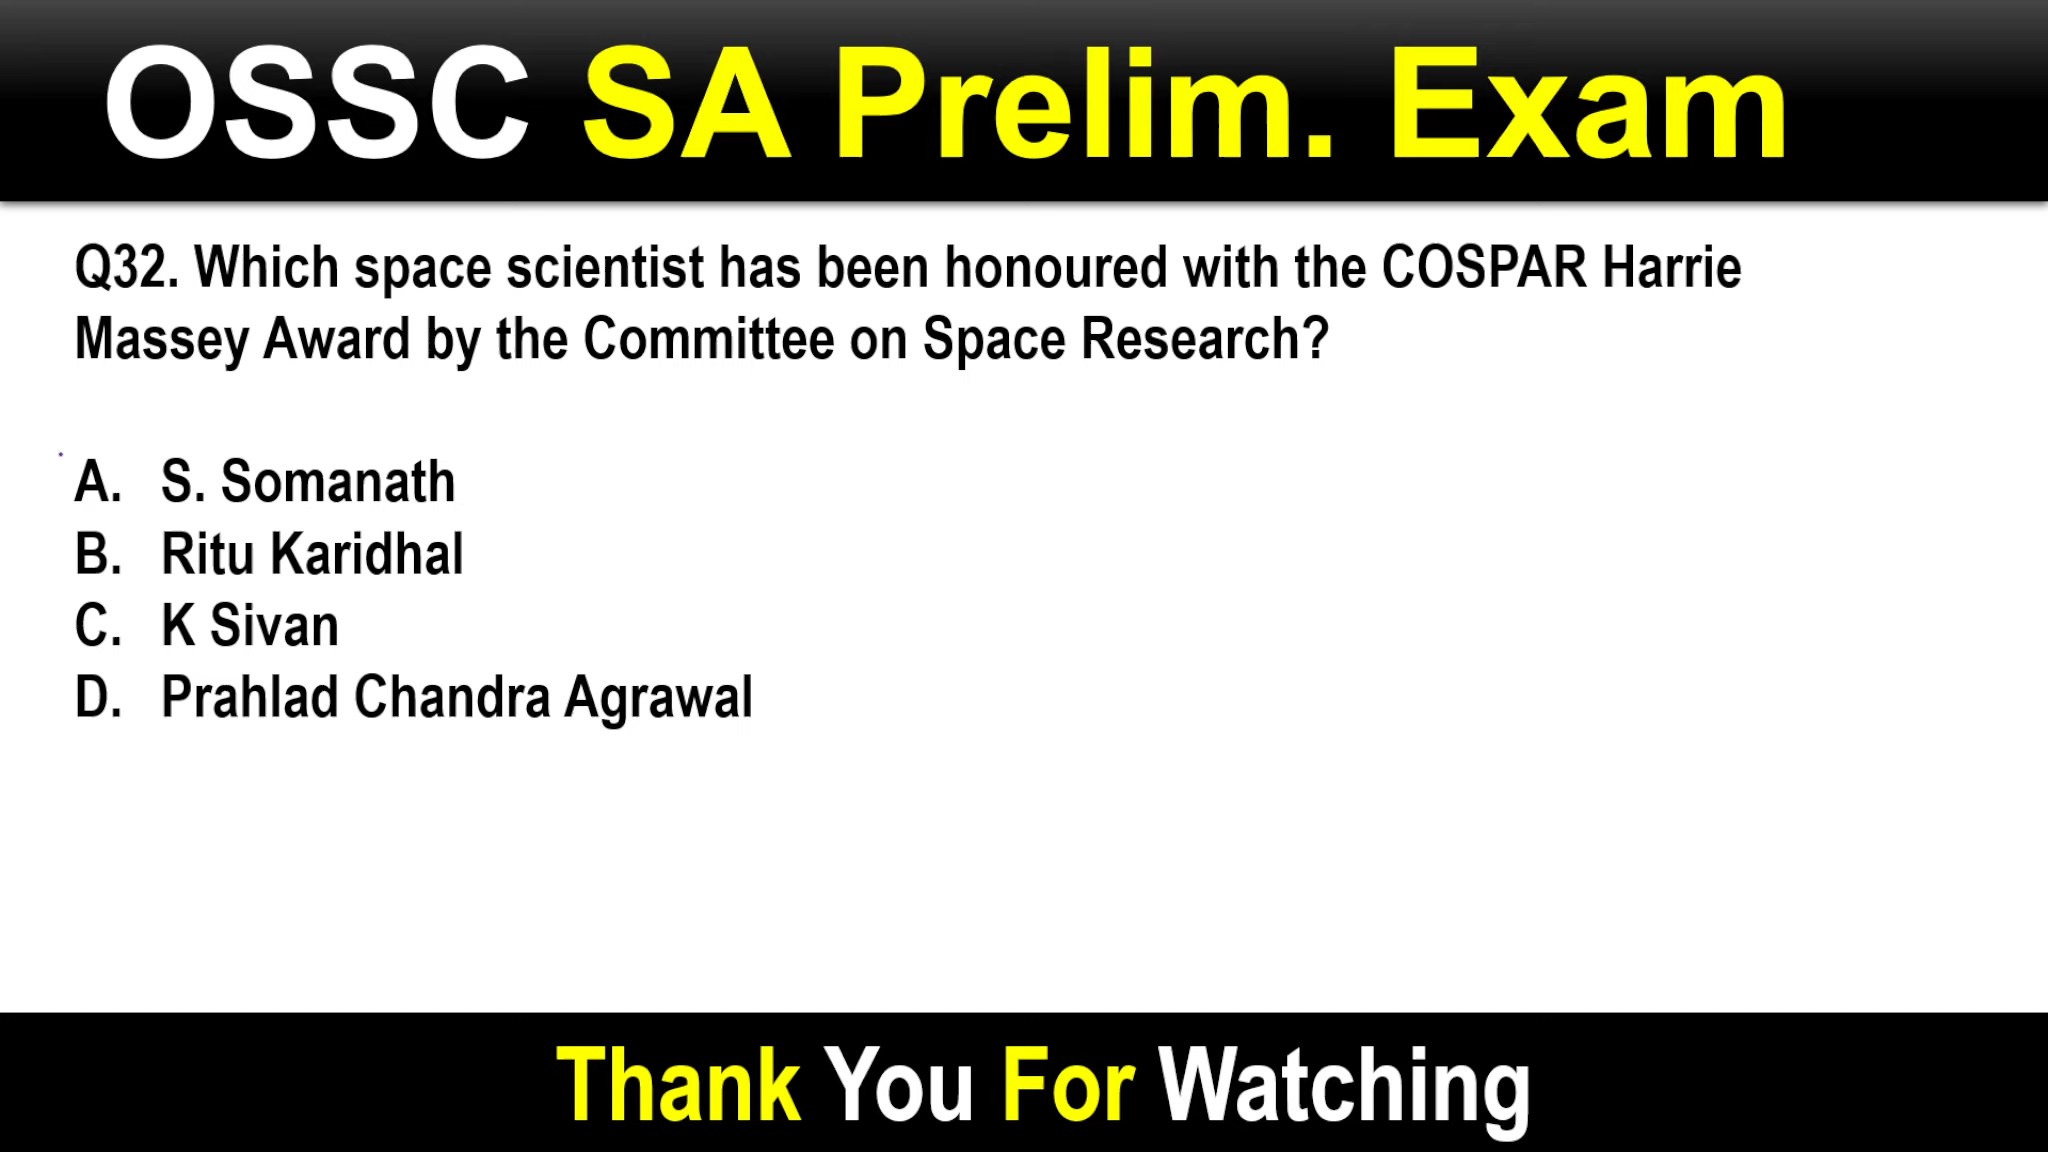 OSSC SA Prelim. Exam
Q32. Which space scientist has been honoured with the COSPAR Harrie
Massey Award by the Committee on Space Research?
A. S. Somanath
B. Ritu Karidhal
C. K Sivan
D. Prahlad Chandra Agrawal
Thank You For Watching